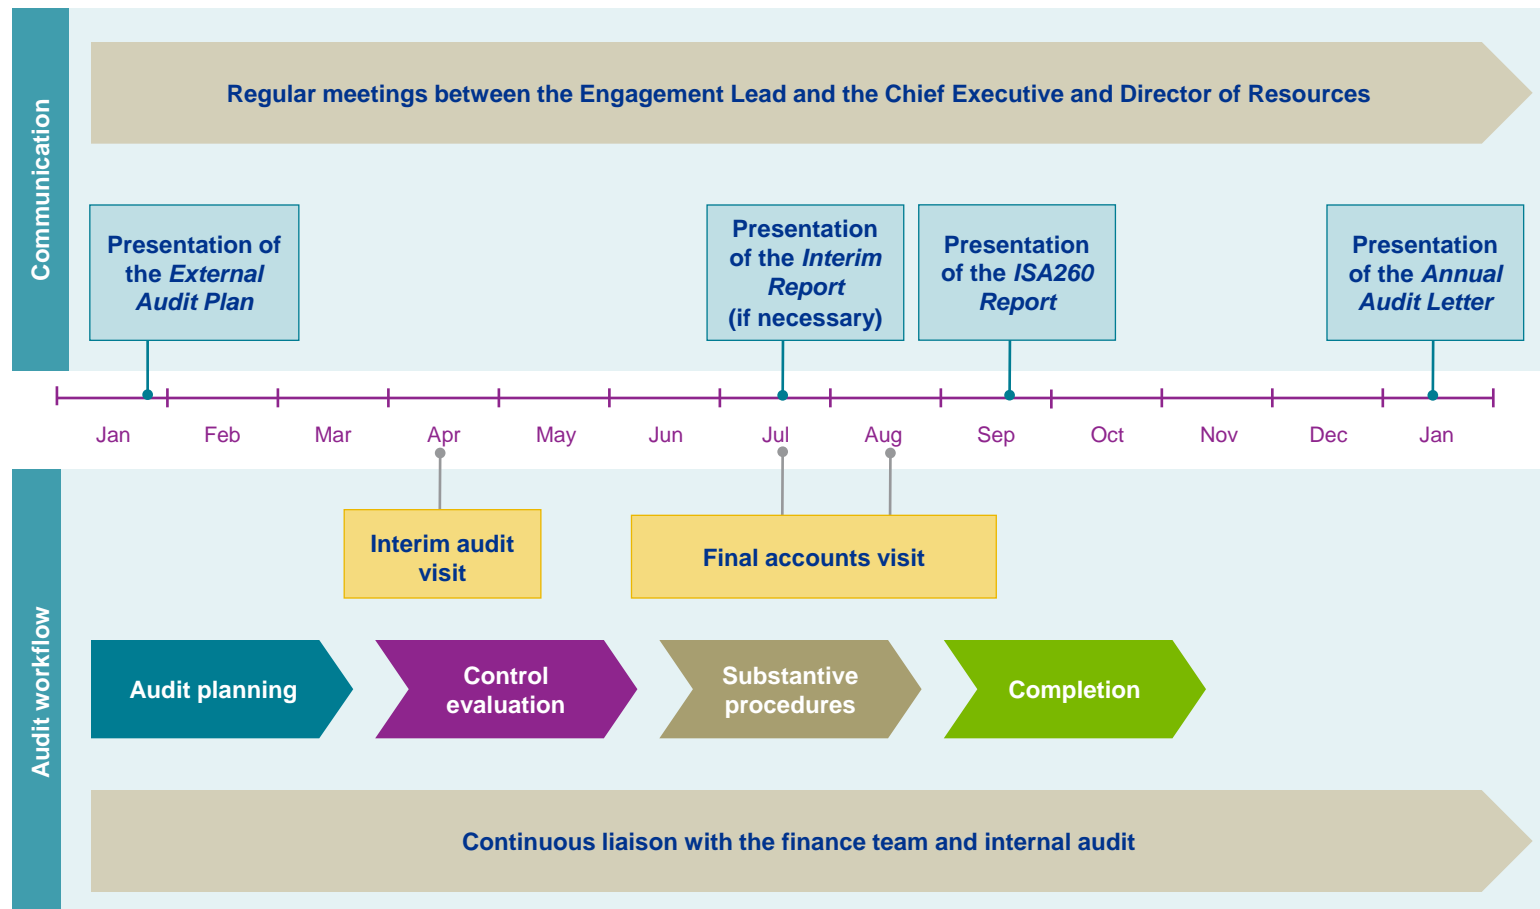 Communication
Regular meetings between the Engagement Lead and the Chief Executive and Director of Resources
Presentation of
the External
Audit Plan
Presentation
of the Interim
Report
(if necessary)
Presentation
of the ISA260
Report
Presentation
of the Annual
Audit Letter
Jan Feb Mar Apr May Jun Jul Aug Sep Oct Nov Dec Jan
Audit workflow
Interim audit
visit
Final accounts visit
Audit planning
Control
evaluation
Substantive
procedures
Completion
Continuous liaison with the finance team and internal audit